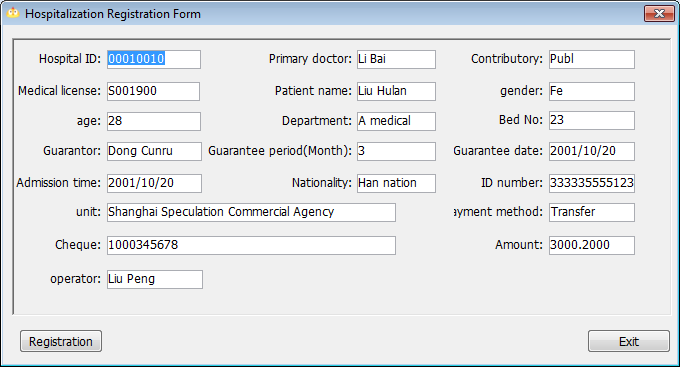 Hospitalization Registration Form
Hospital ID: 00010010 Primary doctor: Li Bai Contributory: Publ
Medical license: S001900 Patient name: Liu Hulan gender: Fe
age: 28 Department: A medical Bed No: 23
Guarantor: Dong Cunru Guarantee period(Month): 3 Guarantee date: 2001/10/20
Admission time: 2001/10/20 Nationality: Han nation ID number: 333335555123
unit: Shanghai Speculation Commercial Agency ayment method: Transfer
Cheque: 1000345678 Amount: 3000.2000
operator: Liu Peng
Registration Exit